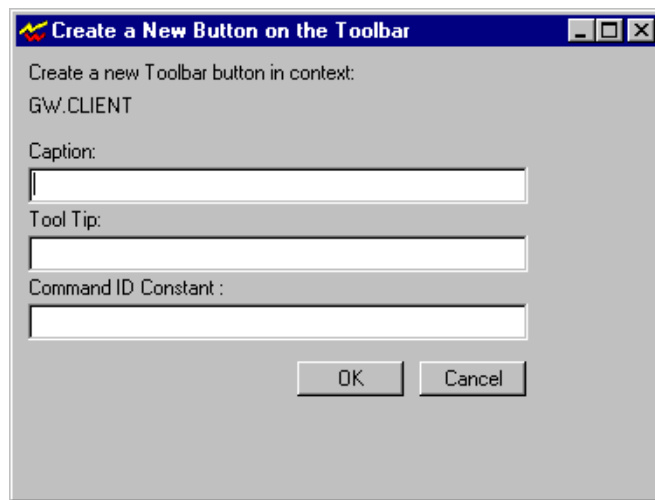 Create a New Button on the Toolbar
Create a new Toolbar button in context:
GW.CLIENT
Caption:
Tool Tip:
Command ID Constant :
OK Cancel